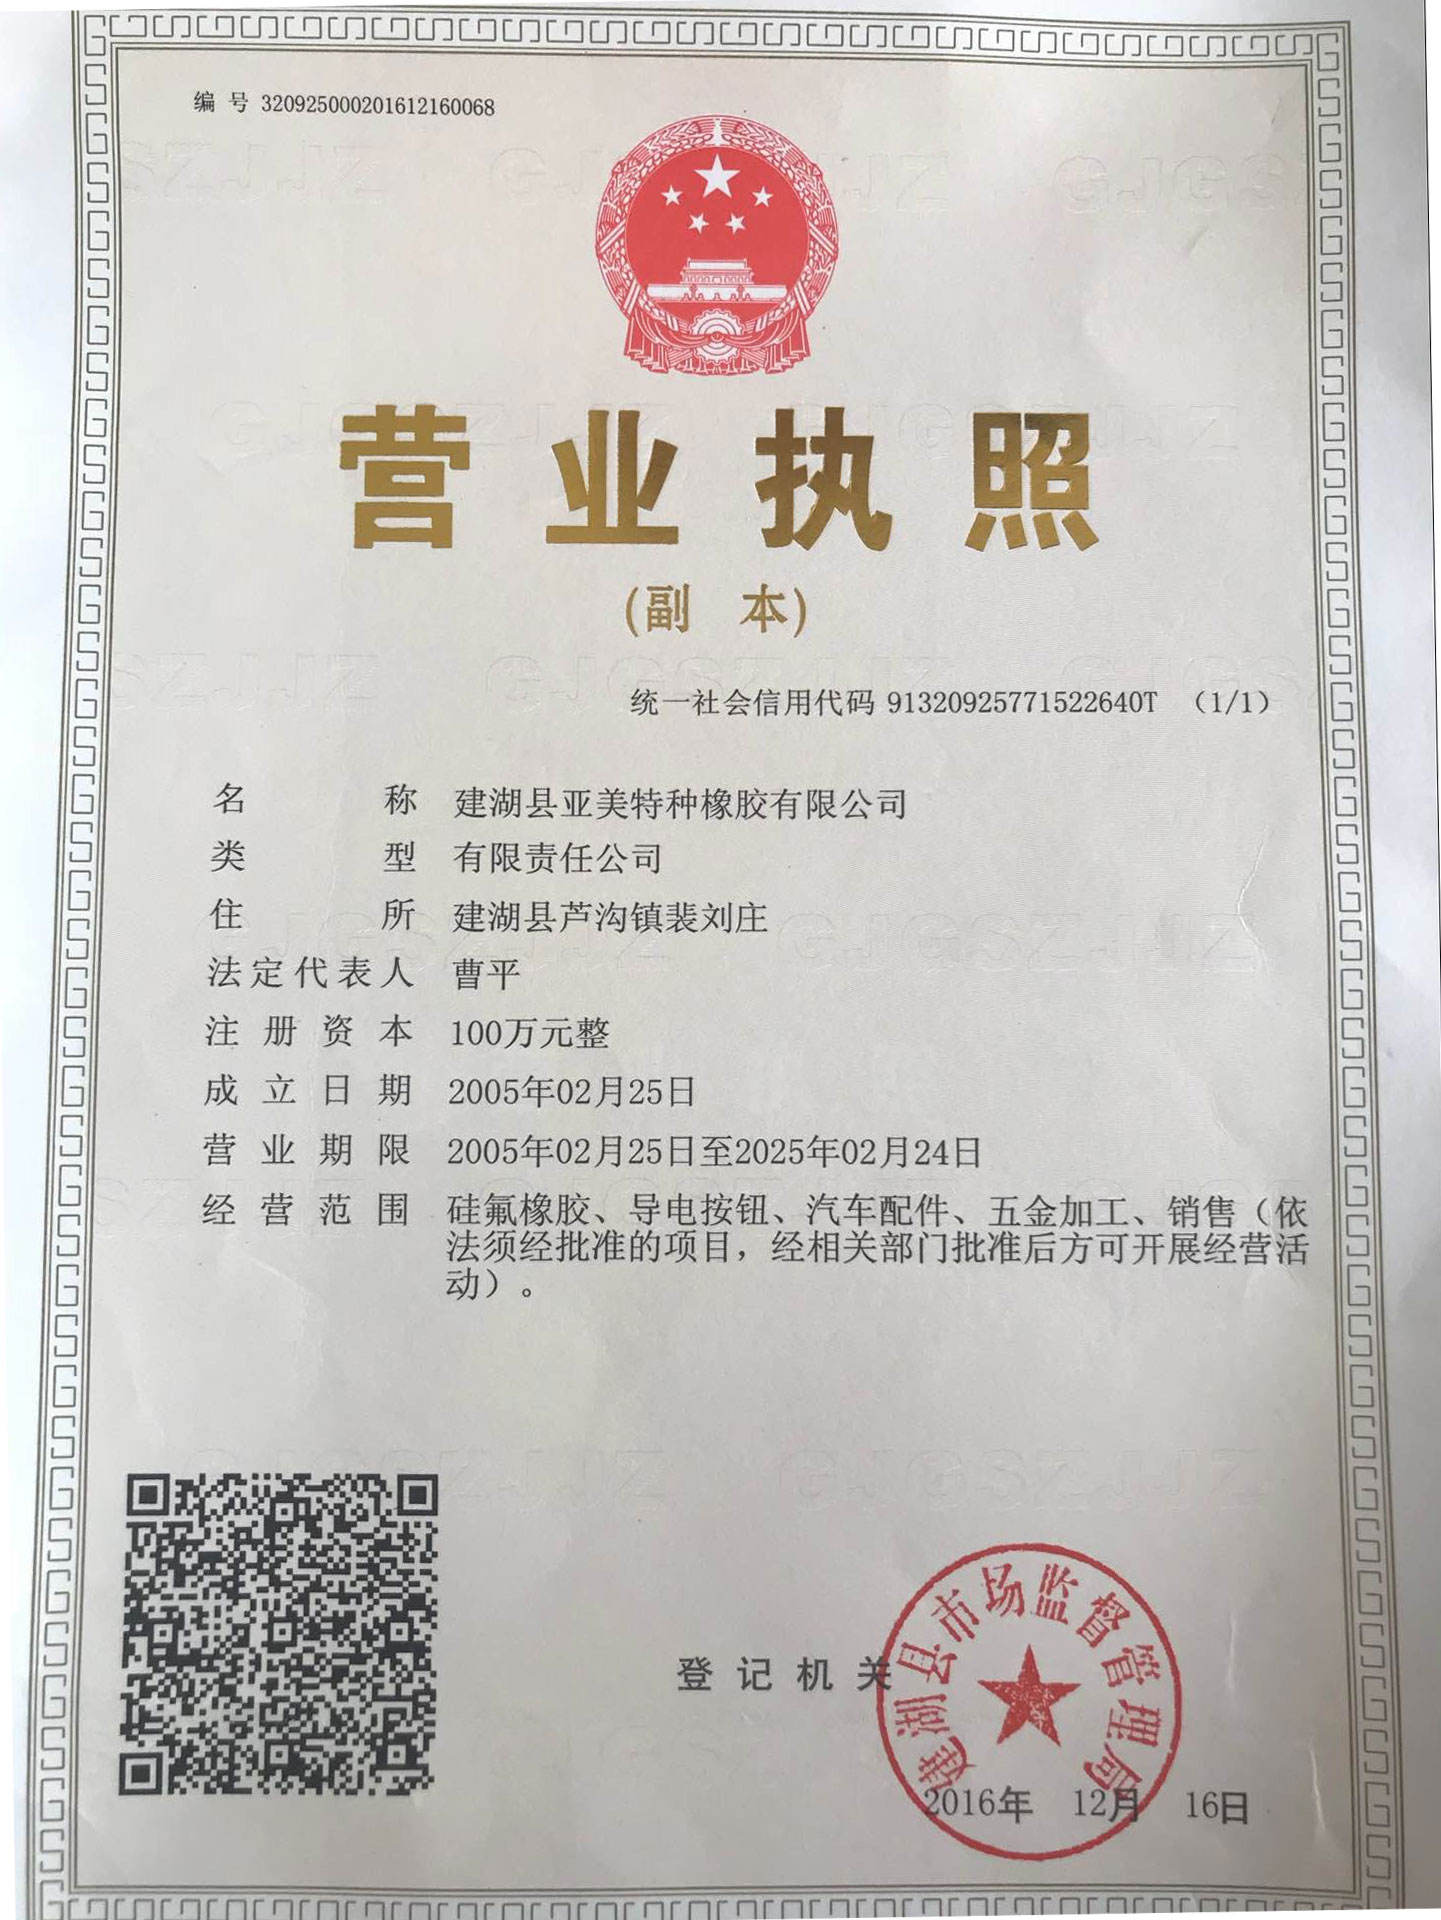 编 号 320925000201612160068
营 业 执 照
(副 本)
统一社会信用代码 91320925771522640T (1/1)
名 称 建湖县亚美特种橡胶有限公司
类 型 有限责任公司
住 所 建湖县芦沟镇裴刘庄
法定代表人 曹平
注 册 资 本 100万元整
成 立 日 期 2005年02月25日
营 业 期 限 2005年02月25日至2025年02月24日
经 营 范 围 硅氟橡胶、导电按钮、汽车配件、五金加工、销售（依
法须经批准的项目，经相关部门批准后方可开展经营活
动）。
登 记 机 关
建湖县市场监督管理局
2016年 12月 16日